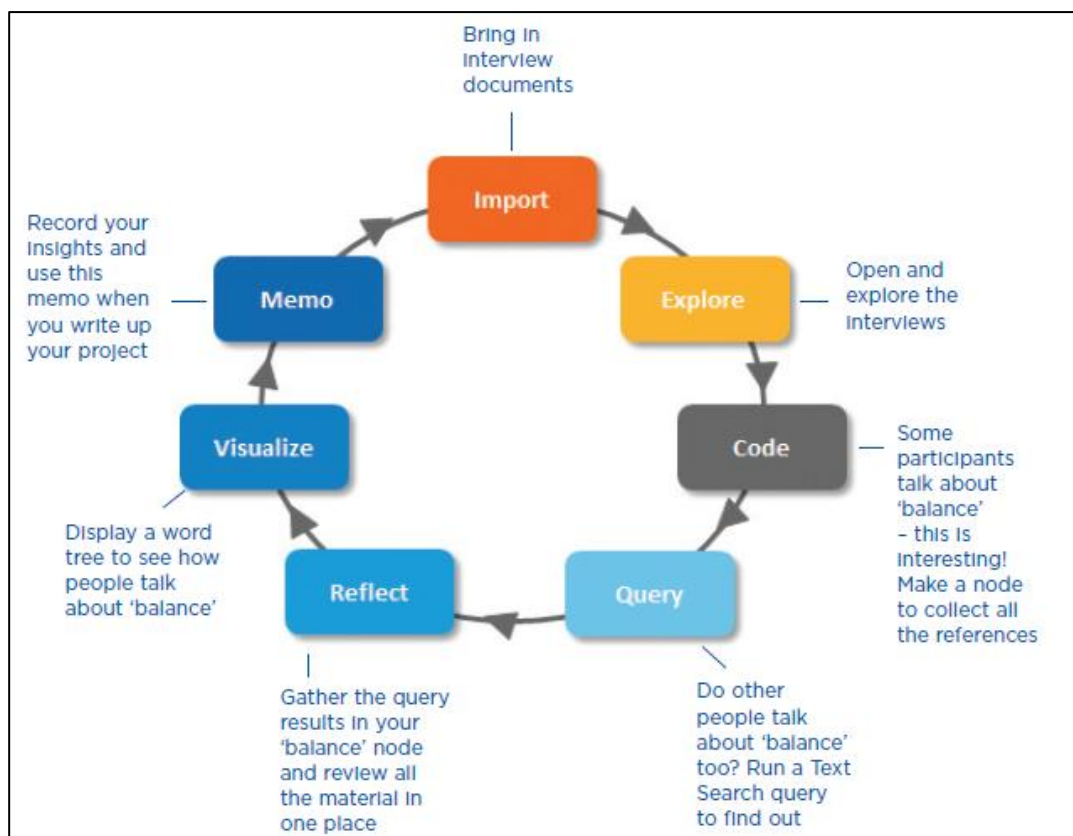 Bring in
interview
documents
Import
Explore
Open and
explore the
interviews
Code
Some
participants
talk about
‘balance’
– this is
interesting!
Make a node
to collect all
the references
Query
Do other
people talk
about ‘balance’
too? Run a Text
Search query
to find out
Reflect
Gather the query
results in your
‘balance’ node
and review all
the material in
one place
Visualize
Display a word
tree to see how
people talk
about ‘balance’
Memo
Record your
insights and
use this
memo when
you write up
your project